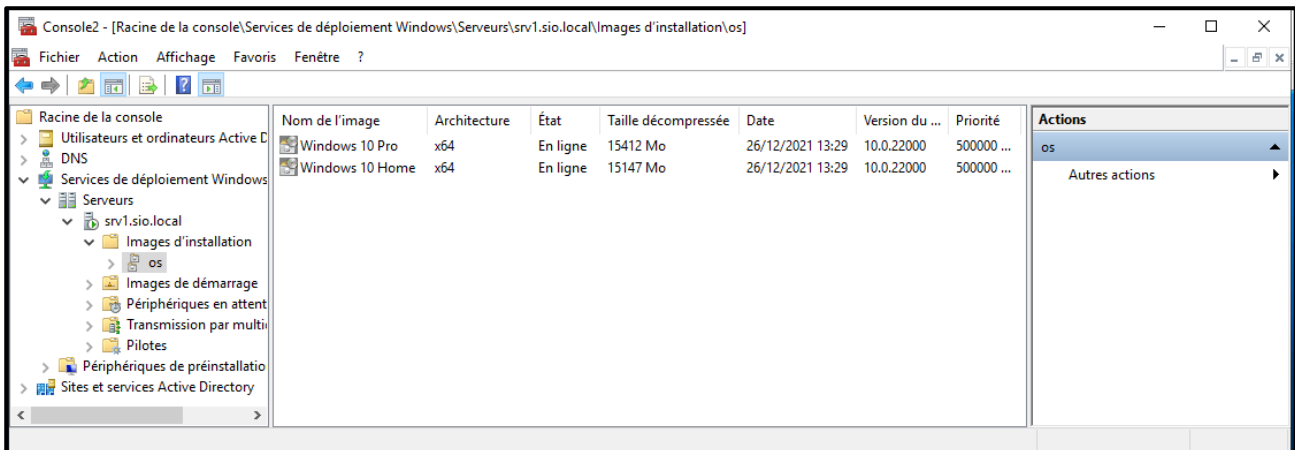 Console2 - [Racine de la console\Services de déploiement Windows\Serveurs\srv1.sio.local\Images d'installation\os]
Fichier Action Affichage Favoris Fenêtre ?
Racine de la console
Utilisateurs et ordinateurs Active D
DNS
Services de déploiement Windows
Serveurs
srv1.sio.local
Images d'installation
os
Images de démarrage
Périphériques en attent
Transmission par multi
Pilotes
Périphériques de préinstallatio
Sites et services Active Directory
Nom de l'image Architecture État Taille décompressée Date Version du ... Priorité
Windows 10 Pro x64 En ligne 15412 Mo 26/12/2021 13:29 10.0.22000 500000 ...
Windows 10 Home x64 En ligne 15147 Mo 26/12/2021 13:29 10.0.22000 500000 ...
Actions
os
Autres actions